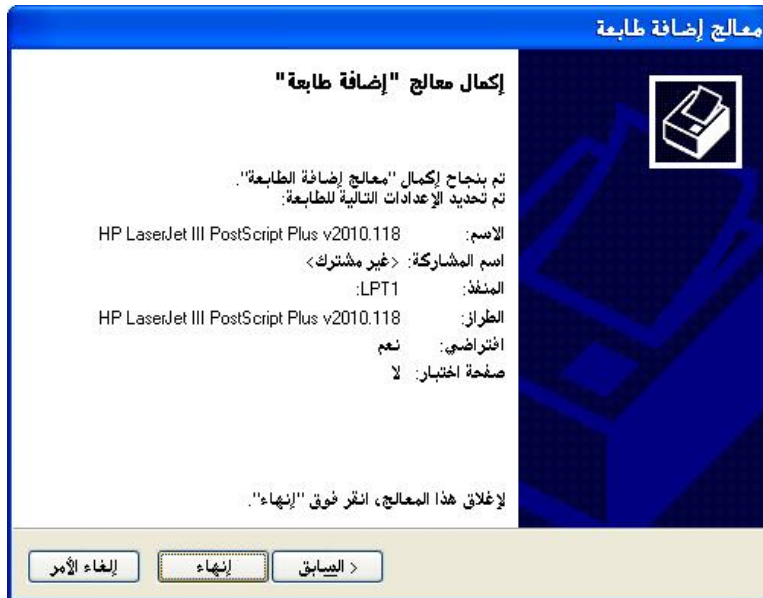 معالج إضافة طابعة
إكمال معالج "إضافة طابعة"
تم بنجاح إكمال "معالج إضافة الطابعة".
تم تحديد الإعدادات التالية للطابعة:
الاسم: HP LaserJet III PostScript Plus v2010.118
اسم المشاركة: <غير مشترك>
المنفذ: LPT1:
الطراز: HP LaserJet III PostScript Plus v2010.118
افتراضي: نعم
صفحة اختبار: لا
لإغلاق هذا المعالج، انقر فوق "إنهاء".
< السابق إنهاء إلغاء الأمر